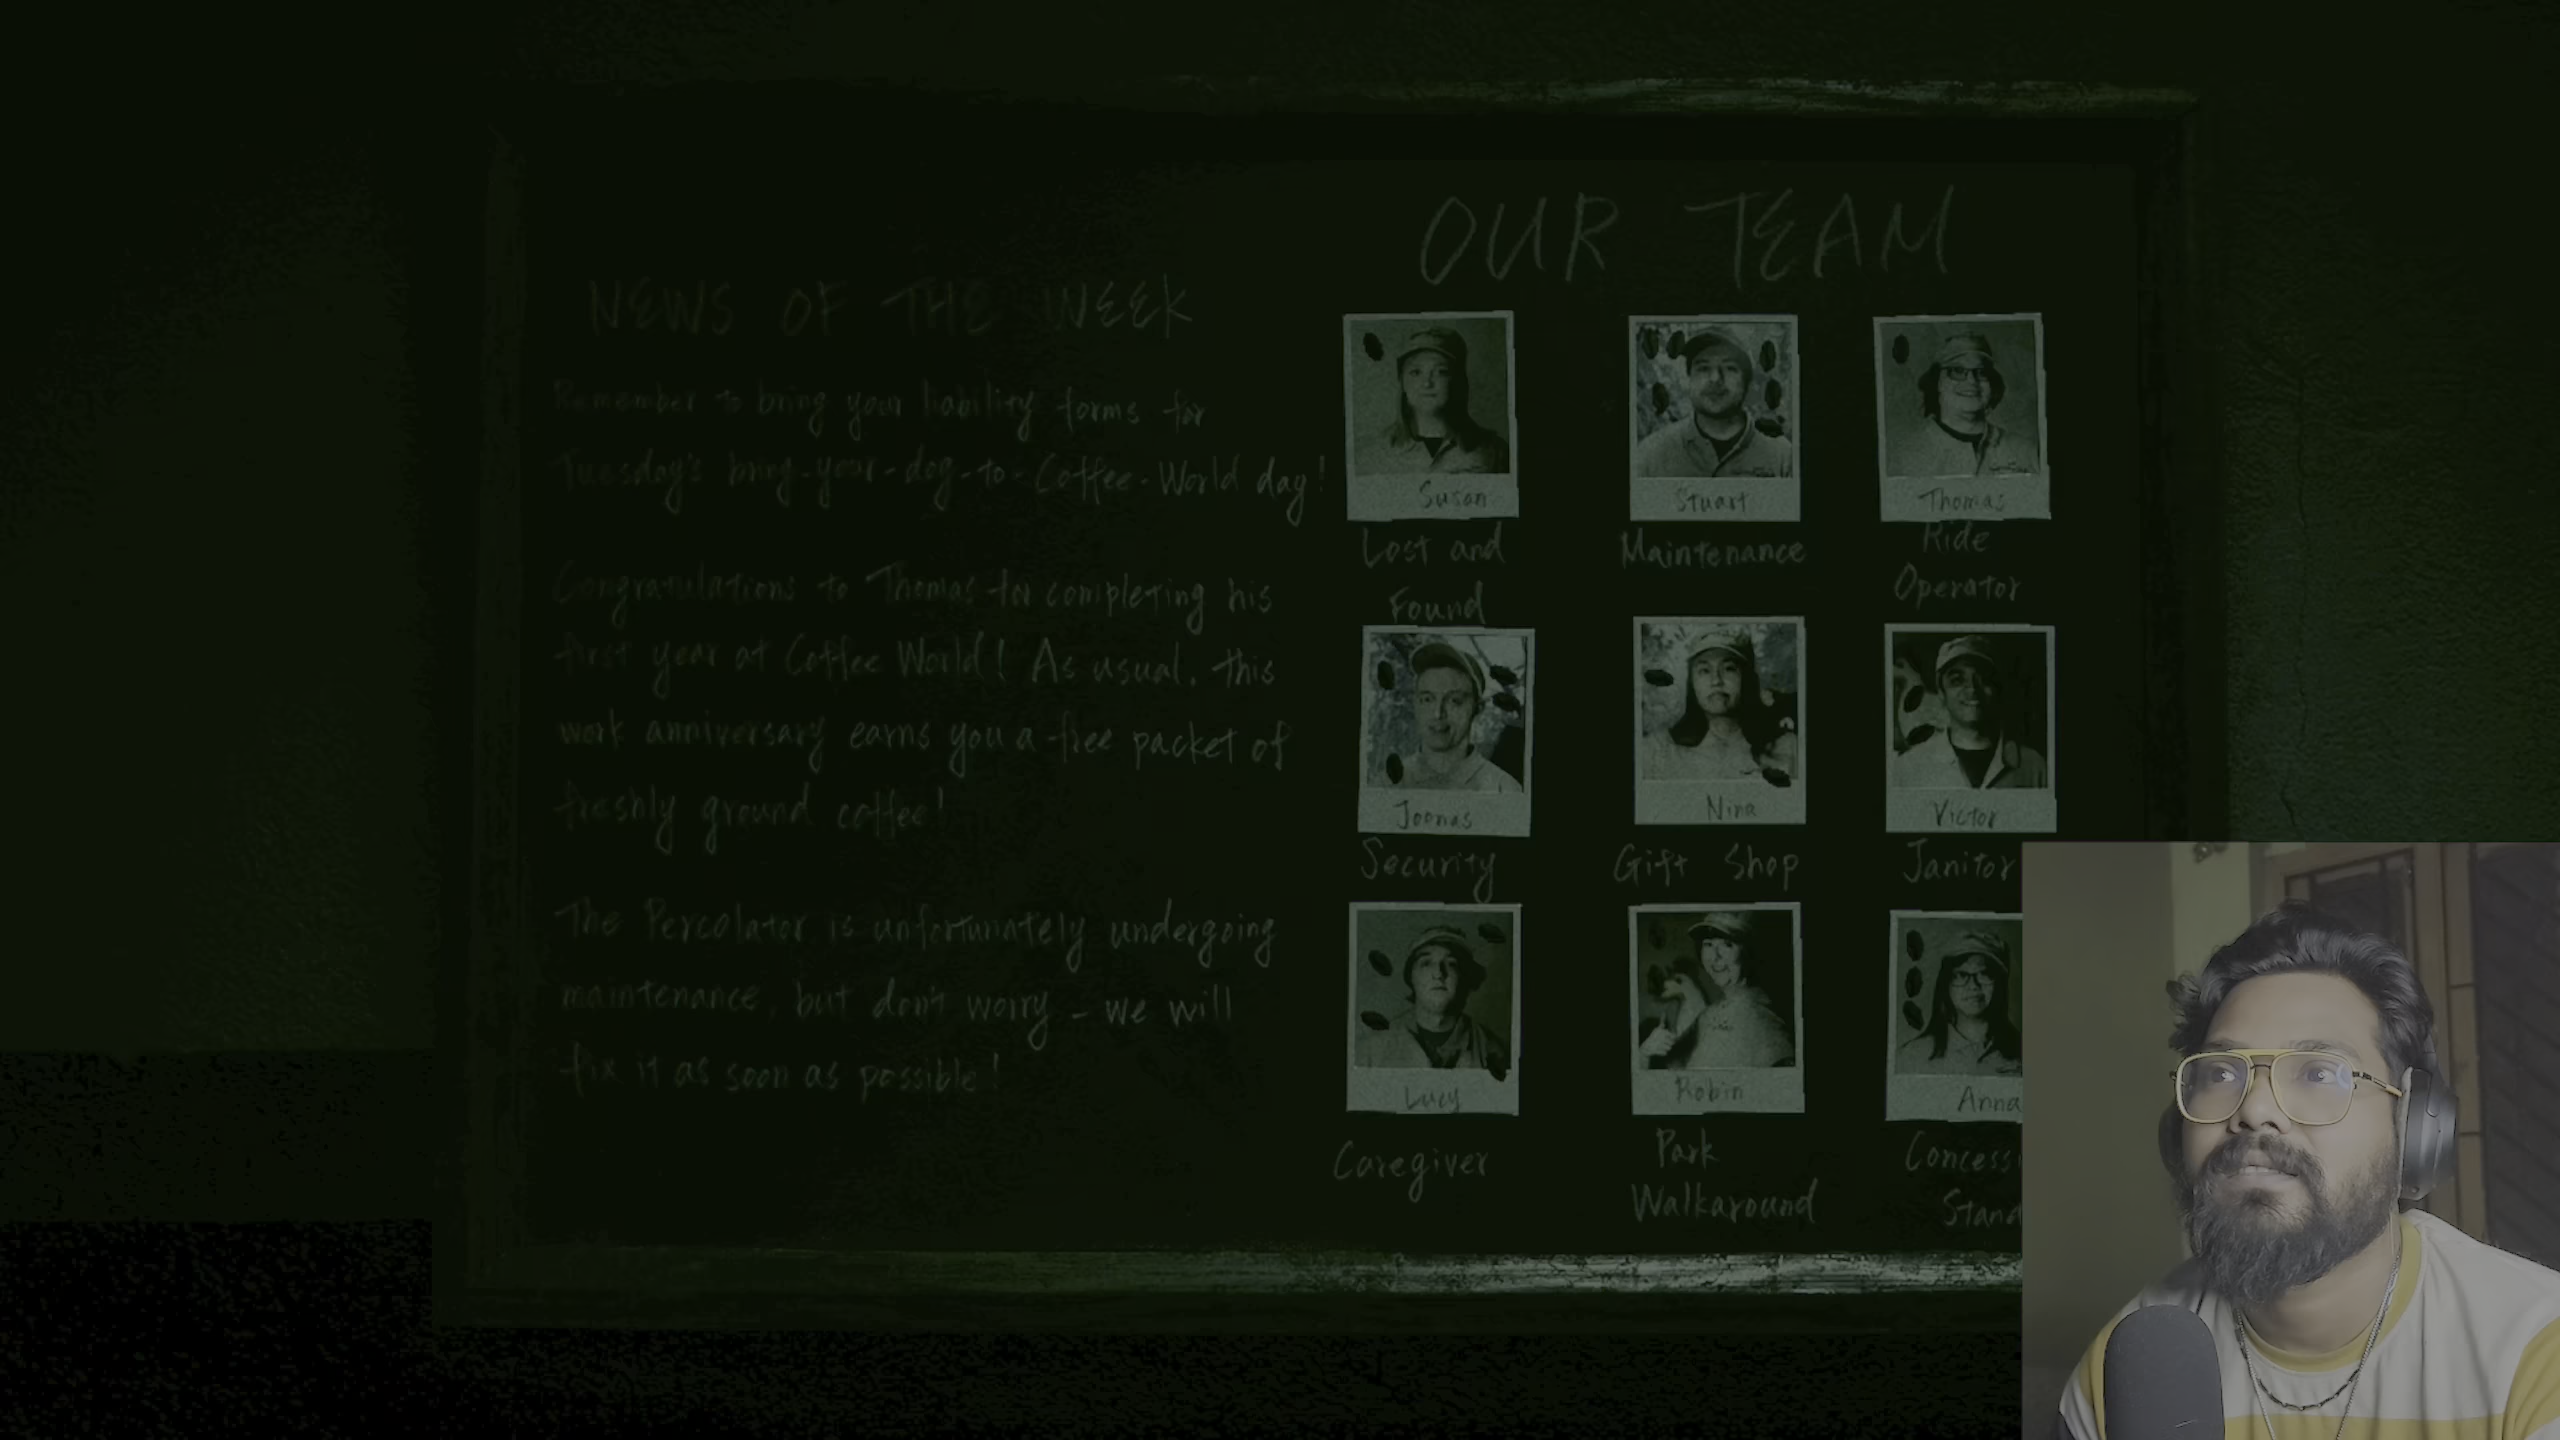 NEWS OF THE WEEK
Remember to bring your liability forms for
Tuesday's bring-your-dog-to-Coffee-World day!
Congratulations to Thomas for completing his
first year at Coffee World! As usual, this
work anniversary earns you a free packet of
freshly ground coffee!
The Percolator is unfortunately undergoing
maintenance, but don't worry - we will
fix it as soon as possible!
OUR TEAM
Susan
Lost and
Found
Stuart
Maintenance
Thomas
Ride
Operator
Joonas
Security
Nina
Gift Shop
Victor
Janitor
Lucy
Caregiver
Robin
Park
Walkaround
Anna
Stand